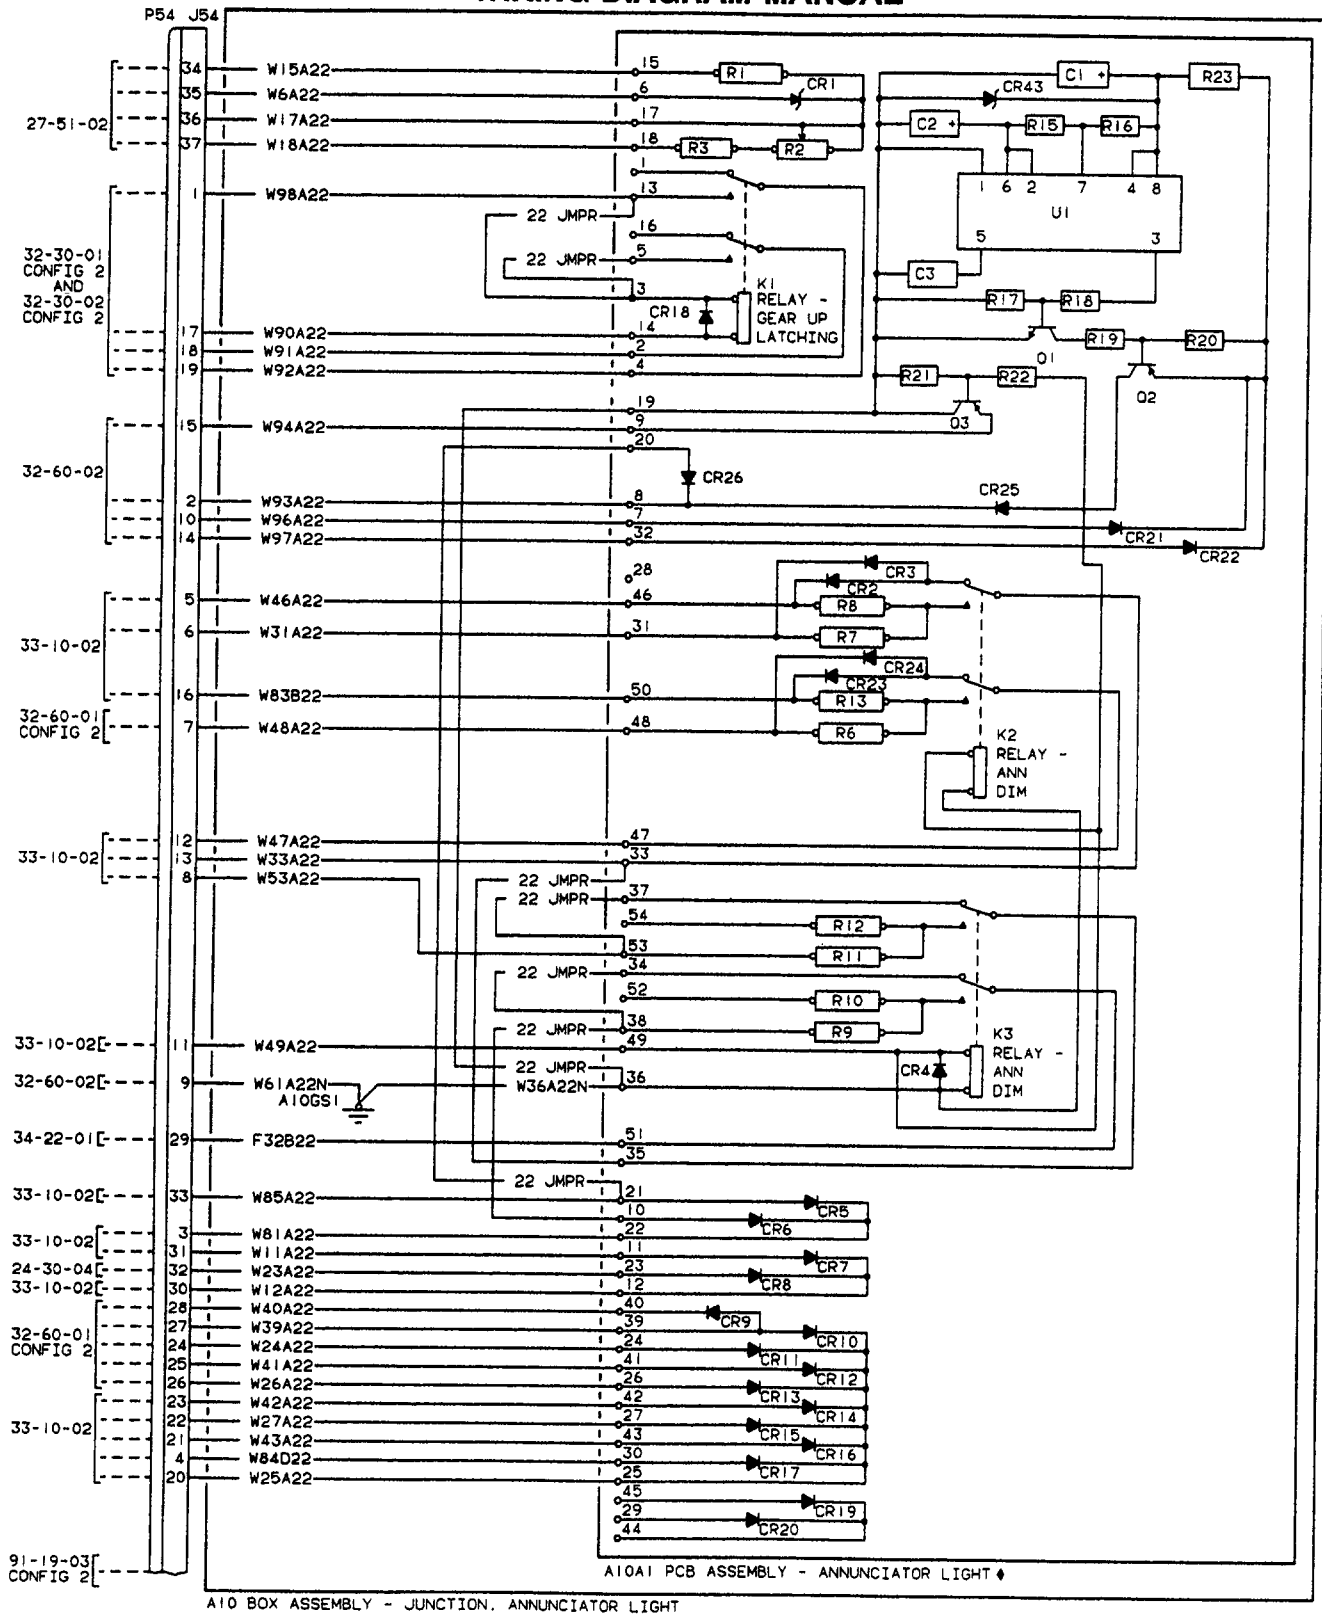 P54 J54
34 W15A22 15 R1 C1 + R23
35 W6A22 6 CR1 CR43
27-51-02
36 W17A22 17 C2 + R15 R16
37 W18A22 18 R3 R2
1
1 W98A22 13 1 6 2 7 4 8
22 JMPR U1
16 5 3
32-30-01
CONFIG 2
AND
32-30-02
CONFIG 2
22 JMPR 5 C3
3 K1
RELAY -
GEAR UP
LATCHING
CR18 R17 R18
17 W90A22 14 R19 R20
18 W91A22 2 Q1
19 W92A22 4 R21 R22
19 Q2
15 W94A22 9 Q3
20
32-60-02
CR26
2 W93A22 8 CR25
10 W96A22 7 CR21
14 W97A22 32 CR22
28 CR3
CR2
5 W46A22 46 R8
6 W31A22 31 R7
33-10-02
CR24
CR23
16 W83B22 50 R13
32-60-01
CONFIG 2
7 W48A22 48 R6
K2
RELAY -
ANN
DIM
12 W47A22 47
33-10-02
13 W33A22 33
8 W53A22 22 JMPR
22 JMPR 37
54 R12
53 R11
22 JMPR 34
52 R10
22 JMPR 38 R9
33-10-02 11 W49A22 49
K3
RELAY -
ANN
DIM
22 JMPR CR4
32-60-02 9 W61A22N W36A22N 36
A10GS1
34-22-01 29 F32B22 51
35
22 JMPR
33-10-02 33 W85A22 21 CR5
10 CR6
33-10-02
3 W81A22 22
31 W11A22 11 CR7
24-30-04 32 W23A22 23 CR8
33-10-02 30 W12A22 12
28 W40A22 40 CR9
32-60-01
CONFIG 2
27 W39A22 39 CR10
24 W24A22 24 CR11
25 W41A22 41 CR12
26 W26A22 26 CR13
23 W42A22 42 CR14
33-10-02
22 W27A22 27 CR15
21 W43A22 43 CR16
4 W84D22 30 CR17
20 W25A22 25
45 CR19
29 CR20
44
91-19-03
CONFIG 2
A10A1 PCB ASSEMBLY - ANNUNCIATOR LIGHT
A10 BOX ASSEMBLY - JUNCTION, ANNUNCIATOR LIGHT